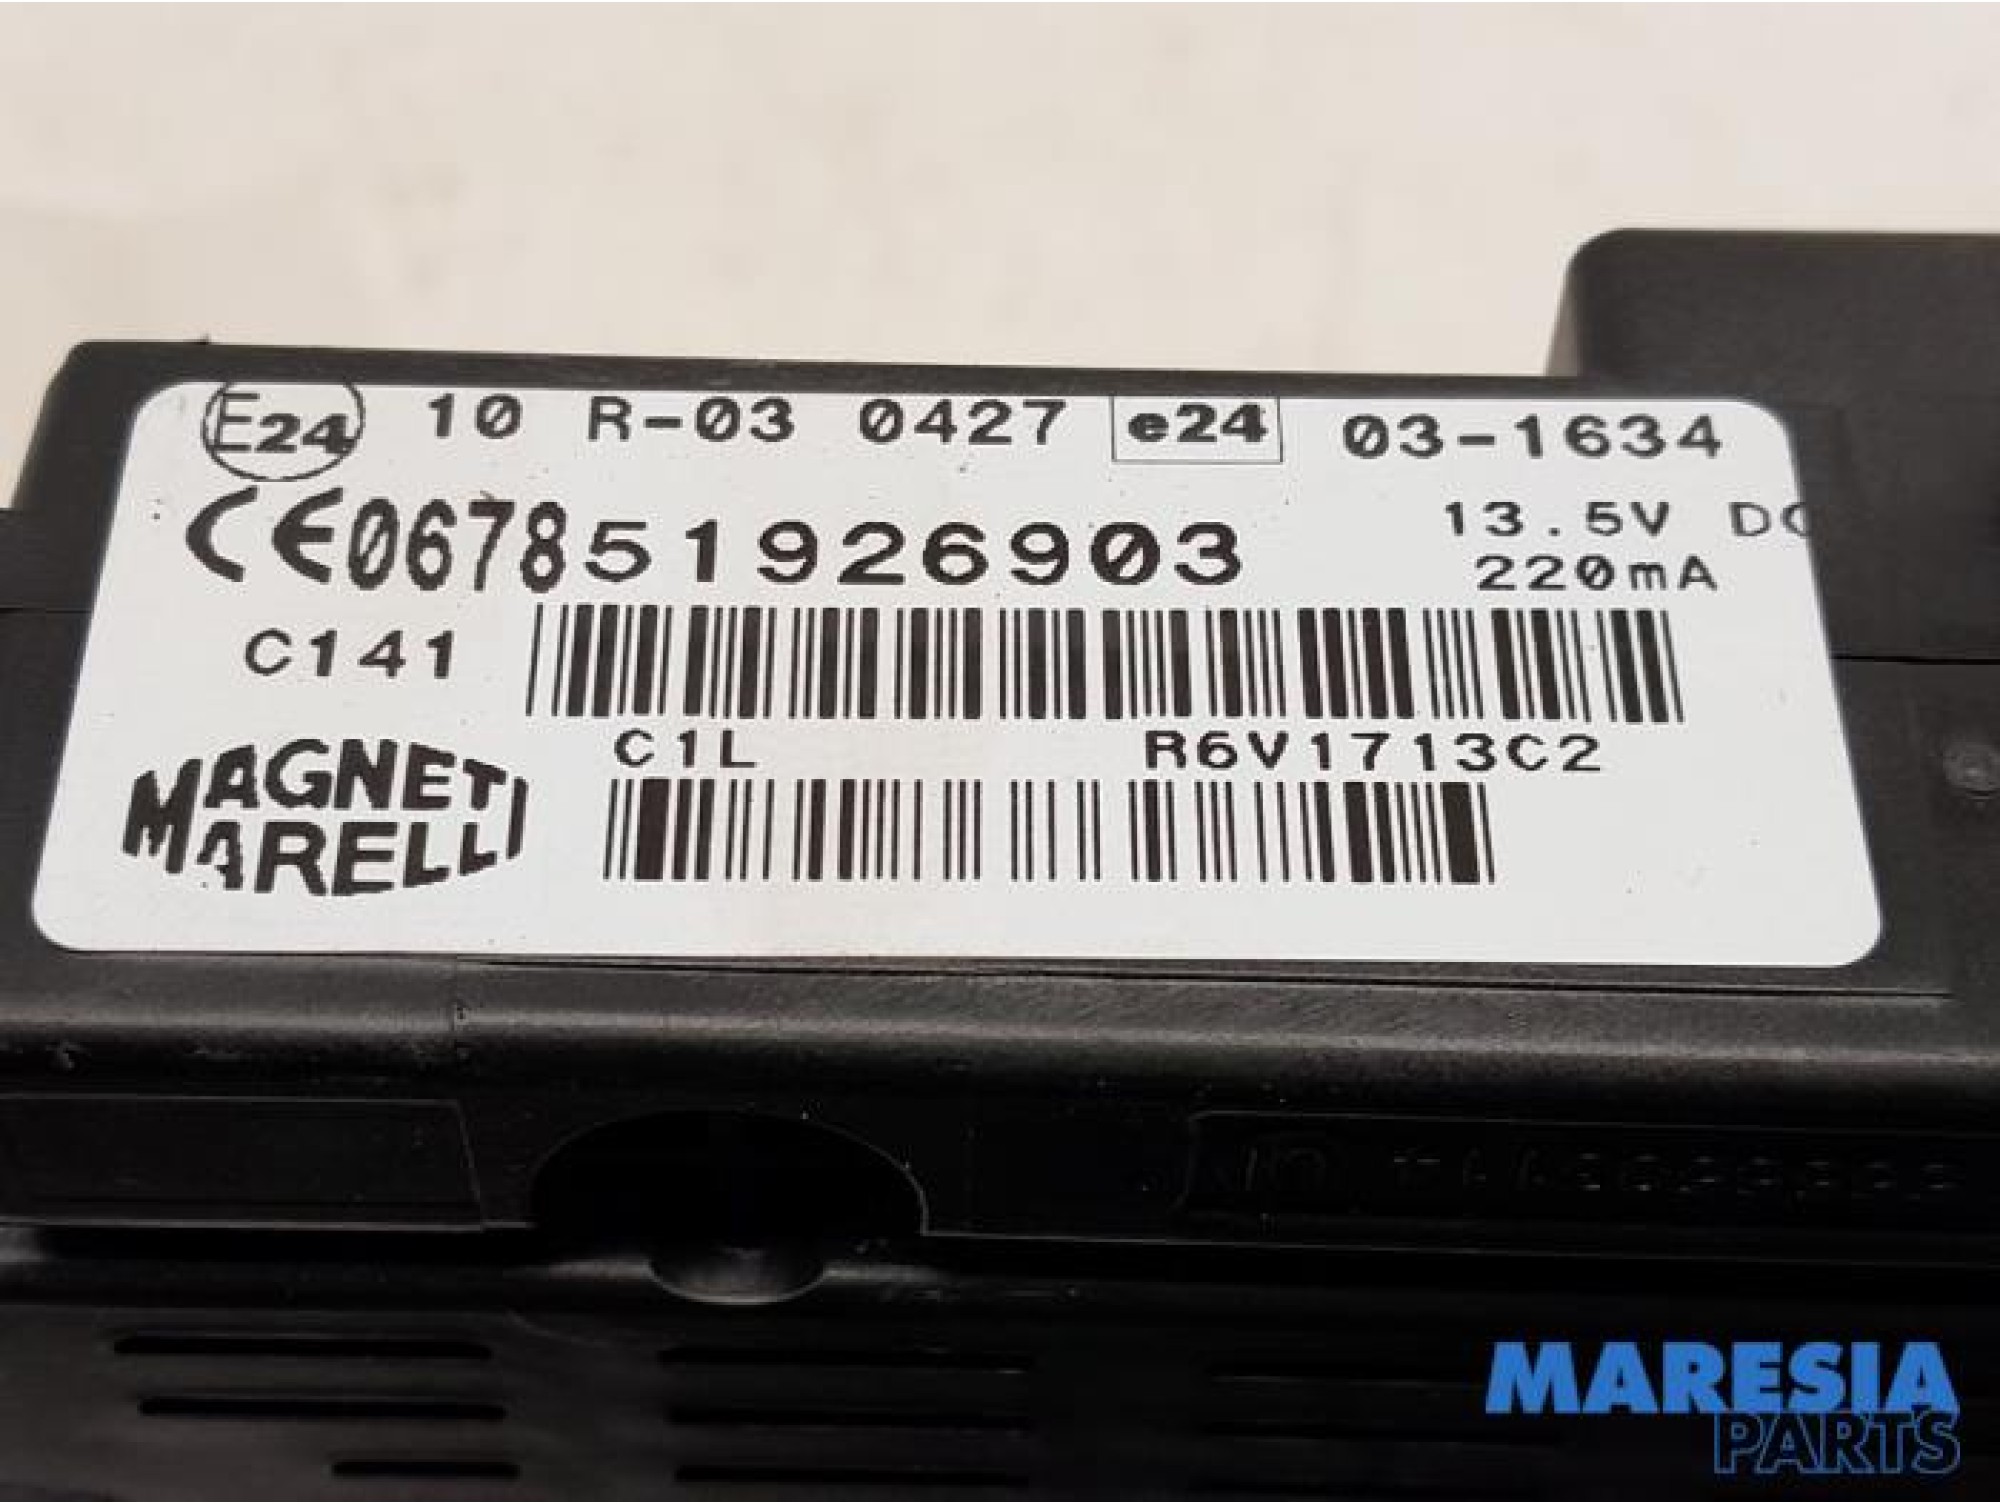 E24 10 R-03 0427 e24 03-1634
CE0678 51926903 13.5V DC
220mA
C141
C1L R6V1713C2
MAGNETI
MARELLI
MARESIA
PARTS